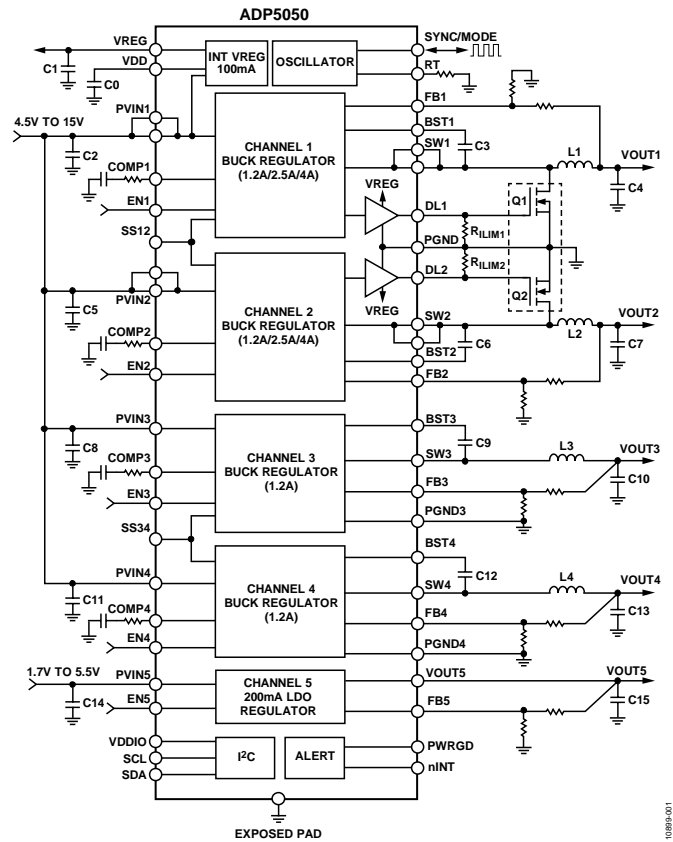 ADP5050
VREG
C1
VDD
C0
INT VREG
100mA
OSCILLATOR
SYNC/MODE
RT
4.5V TO 15V
PVIN1
C2
COMP1
EN1
SS12
CHANNEL 1
BUCK REGULATOR
(1.2A/2.5A/4A)
FB1
BST1
SW1
C3
L1
VOUT1
C4
VREG
DL1
Q1
RILIM1
PGND
RILIM2
DL2
Q2
VREG
PVIN2
C5
COMP2
EN2
CHANNEL 2
BUCK REGULATOR
(1.2A/2.5A/4A)
SW2
C6
BST2
FB2
L2
VOUT2
C7
PVIN3
C8
COMP3
EN3
SS34
CHANNEL 3
BUCK REGULATOR
(1.2A)
BST3
C9
SW3
FB3
PGND3
L3
VOUT3
C10
PVIN4
C11
COMP4
EN4
CHANNEL 4
BUCK REGULATOR
(1.2A)
BST4
C12
SW4
FB4
PGND4
L4
VOUT4
C13
1.7V TO 5.5V
PVIN5
C14
EN5
CHANNEL 5
200mA LDO
REGULATOR
VOUT5
FB5
VOUT5
C15
VDDIO
SCL
SDA
I2C
ALERT
PWRGD
nINT
EXPOSED PAD
10899-001